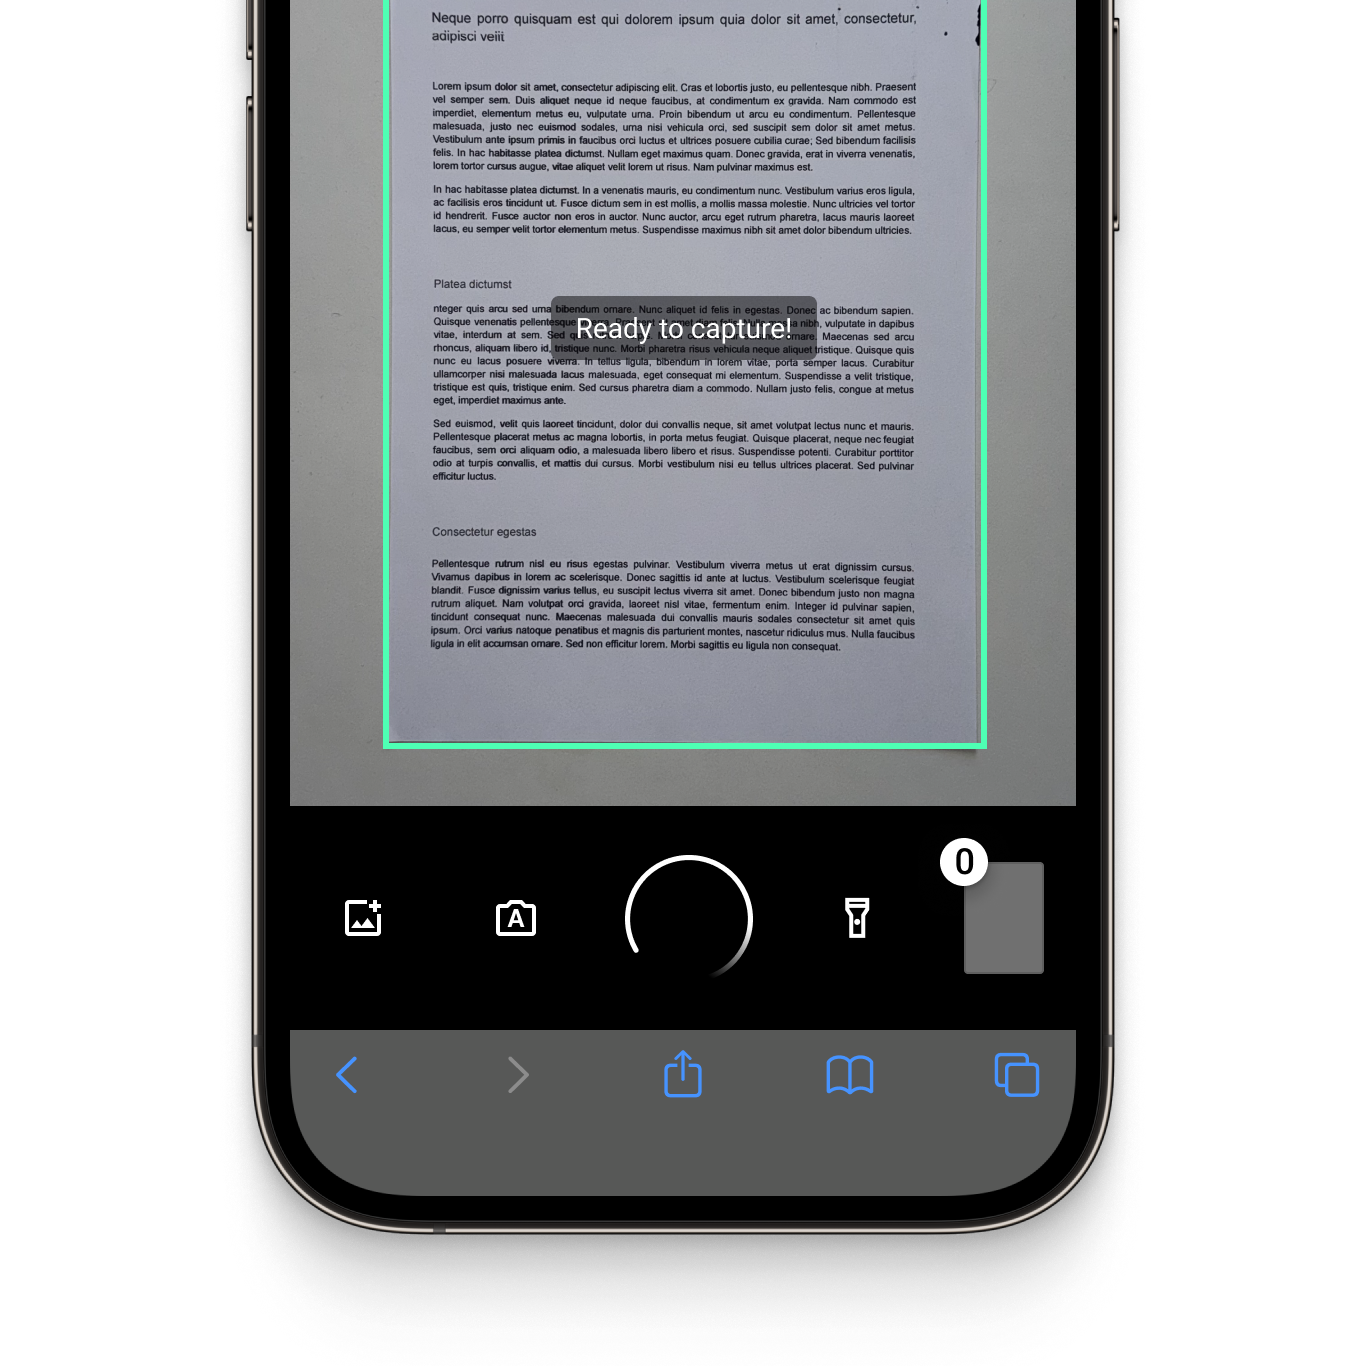 Neque porro quisquam est qui dolorem ipsum quia dolor sit amet, consectetur,
adipisci veiit
Lorem ipsum dolor sit amet, consectetur adipiscing elit. Cras et lobortis justo, eu pellentesque nibh. Praesent
vel semper sem. Duis aliquet neque id neque faucibus, at condimentum ex gravida. Nam commodo est
imperdiet, elementum metus eu, vulputate urna. Proin bibendum ut arcu eu condimentum. Pellentesque
malesuada, justo nec euismod sodales, urna nisi vehicula orci, sed suscipit sem dolor sit amet metus.
Vestibulum ante ipsum primis in faucibus orci luctus et ultrices posuere cubilia curae; Sed bibendum facilisis
felis. In hac habitasse platea dictumst. Nullam eget maximus quam. Donec gravida, erat in viverra venenatis,
lorem tortor cursus augue, vitae aliquet velit lorem ut risus. Nam pulvinar maximus est.
In hac habitasse platea dictumst. In a venenatis mauris, eu condimentum nunc. Vestibulum varius eros ligula,
ac facilisis eros tincidunt ut. Fusce dictum sem in est mollis, a mollis massa molestie. Nunc ultricies vel tortor
id hendrerit. Fusce auctor non eros in auctor. Nunc auctor, arcu eget rutrum pharetra, lacus mauris laoreet
lacus, eu semper velit tortor elementum metus. Suspendisse maximus nibh sit amet dolor bibendum ultricies.
Platea dictumst
nteger quis arcu sed urna bibendum ornare. Nunc aliquet id felis in egestas. Donec ac bibendum sapien.
Quisque venenatis pellentesque nibh, vulputate in dapibus
Ready to capture!
vitae, interdum at sem. Sed ornare. Maecenas sed arcu
rhoncus, aliquam libero id, tristique nunc. Morbi pharetra risus vehicula neque aliquet tristique. Quisque quis
nunc eu lacus posuere viverra. In tellus ligula, bibendum in lorem vitae, porta semper lacus. Curabitur
ullamcorper nisi malesuada lacus malesuada, eget consequat mi elementum. Suspendisse a velit tristique,
tristique est quis, tristique enim. Sed cursus pharetra diam a commodo. Nullam justo felis, congue at metus
eget, imperdiet maximus ante.
Sed euismod, velit quis laoreet tincidunt, dolor dui convallis neque, sit amet volutpat lectus nunc et mauris.
Pellentesque placerat metus ac magna lobortis, in porta metus feugiat. Quisque placerat, neque nec feugiat
faucibus, sem orci aliquam odio, a malesuada libero libero et risus. Suspendisse potenti. Curabitur porttitor
odio at turpis convallis, et mattis dui cursus. Morbi vestibulum nisi eu tellus ultrices placerat. Sed pulvinar
efficitur luctus.
Consectetur egestas
Pellentesque rutrum nisl eu risus egestas pulvinar. Vestibulum viverra metus ut erat dignissim cursus.
Vivamus dapibus in lorem ac scelerisque. Donec sagittis id ante at luctus. Vestibulum scelerisque feugiat
blandit. Fusce dignissim varius tellus, eu suscipit lectus viverra sit amet. Donec bibendum justo non magna
rutrum aliquet. Nam volutpat orci gravida, laoreet nisl vitae, fermentum enim. Integer id pulvinar sapien,
tincidunt consequat nunc. Maecenas malesuada dui convallis mauris sodales consectetur sit amet quis
ipsum. Orci varius natoque penatibus et magnis dis parturient montes, nascetur ridiculus mus. Nulla faucibus
ligula in elit accumsan ornare. Sed non efficitur lorem. Morbi sagittis eu ligula non consequat.
A
0